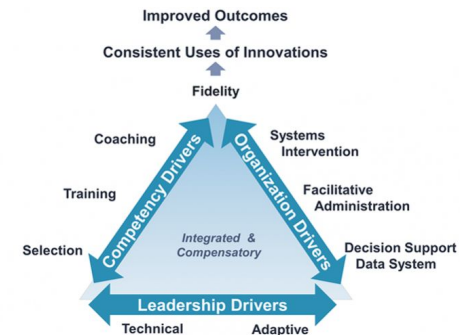 Improved Outcomes
Consistent Uses of Innovations
Fidelity
Coaching
Training
Selection
Competency Drivers
Organization Drivers
Systems
Intervention
Facilitative
Administration
Decision Support
Data System
Integrated &
Compensatory
Leadership Drivers
Technical
Adaptive